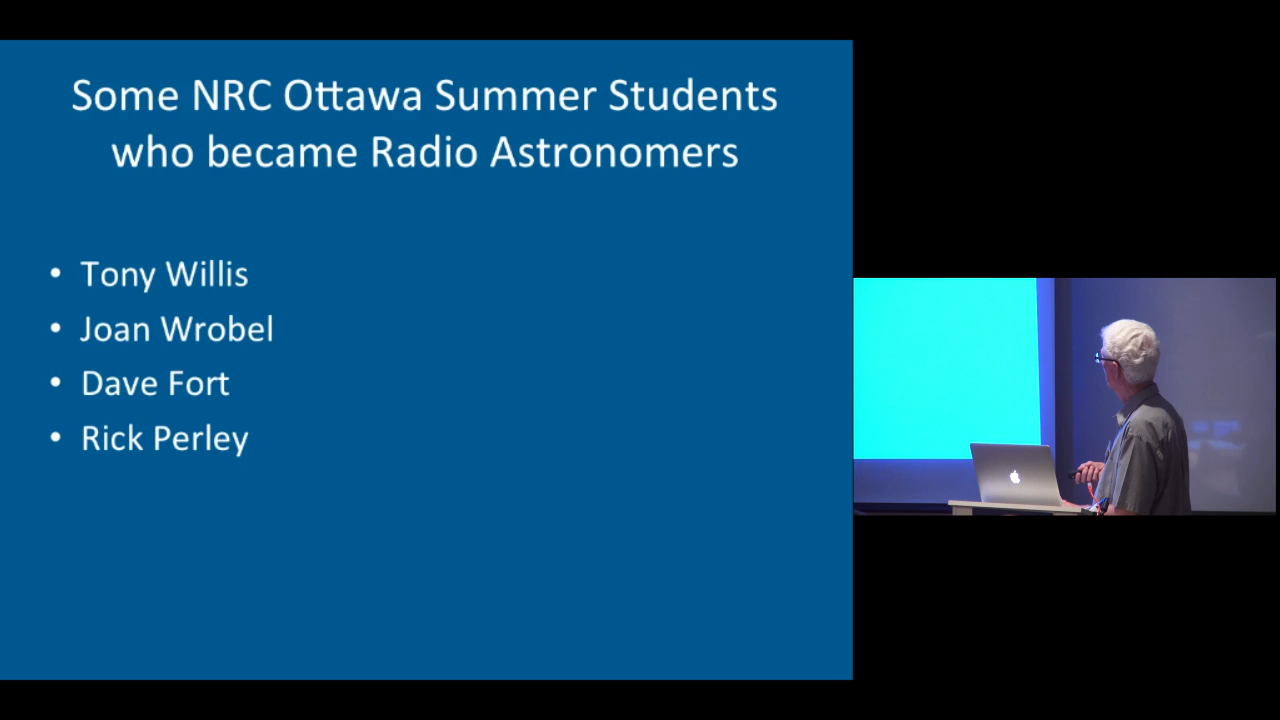 Some NRC Ottawa Summer Students
who became Radio Astronomers
• Tony Willis
• Joan Wrobel
• Dave Fort
• Rick Perley